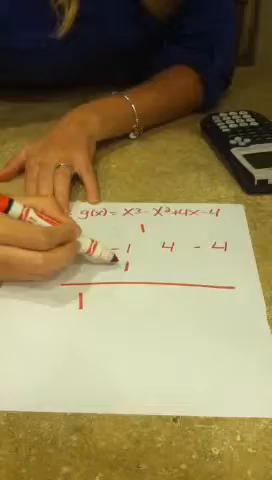 g(x) = x³ - x² + 4x - 4
1
- 1 4 - 4
1
1